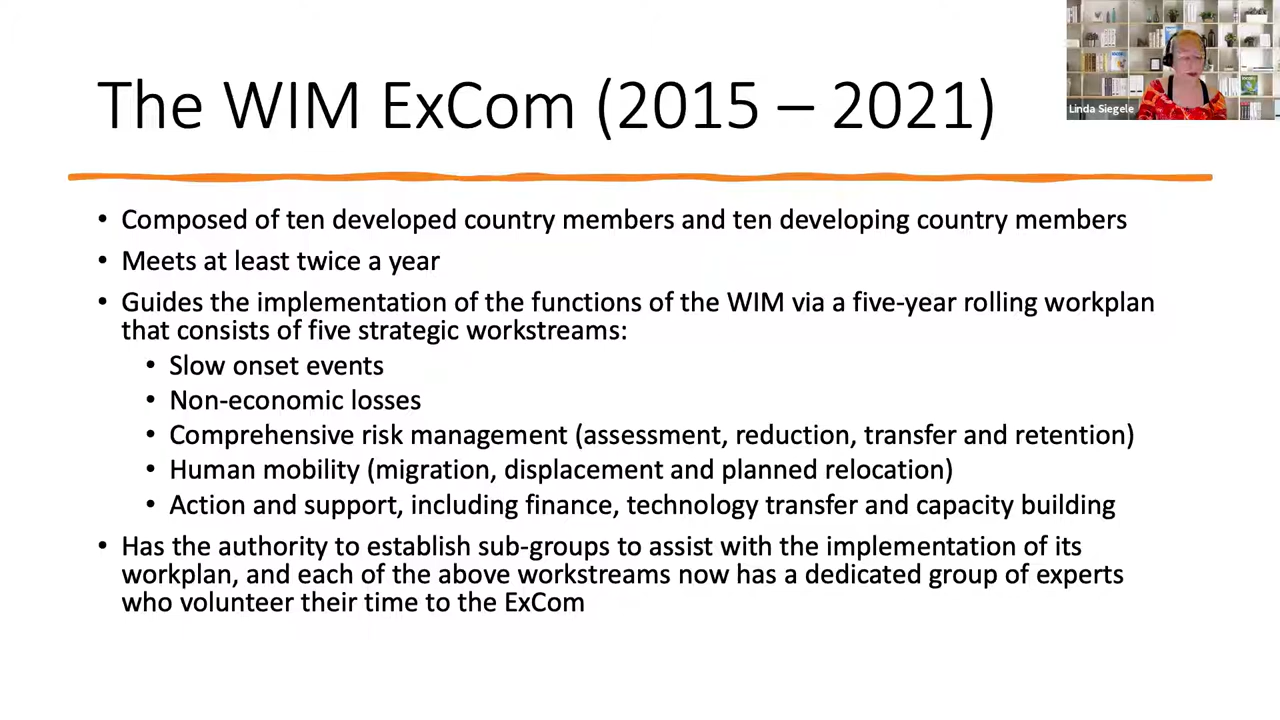 The WIM ExCom (2015 – 2021)
Linda Siegele
• Composed of ten developed country members and ten developing country members
• Meets at least twice a year
• Guides the implementation of the functions of the WIM via a five-year rolling workplan
that consists of five strategic workstreams:
• Slow onset events
• Non-economic losses
• Comprehensive risk management (assessment, reduction, transfer and retention)
• Human mobility (migration, displacement and planned relocation)
• Action and support, including finance, technology transfer and capacity building
• Has the authority to establish sub-groups to assist with the implementation of its
workplan, and each of the above workstreams now has a dedicated group of experts
who volunteer their time to the ExCom